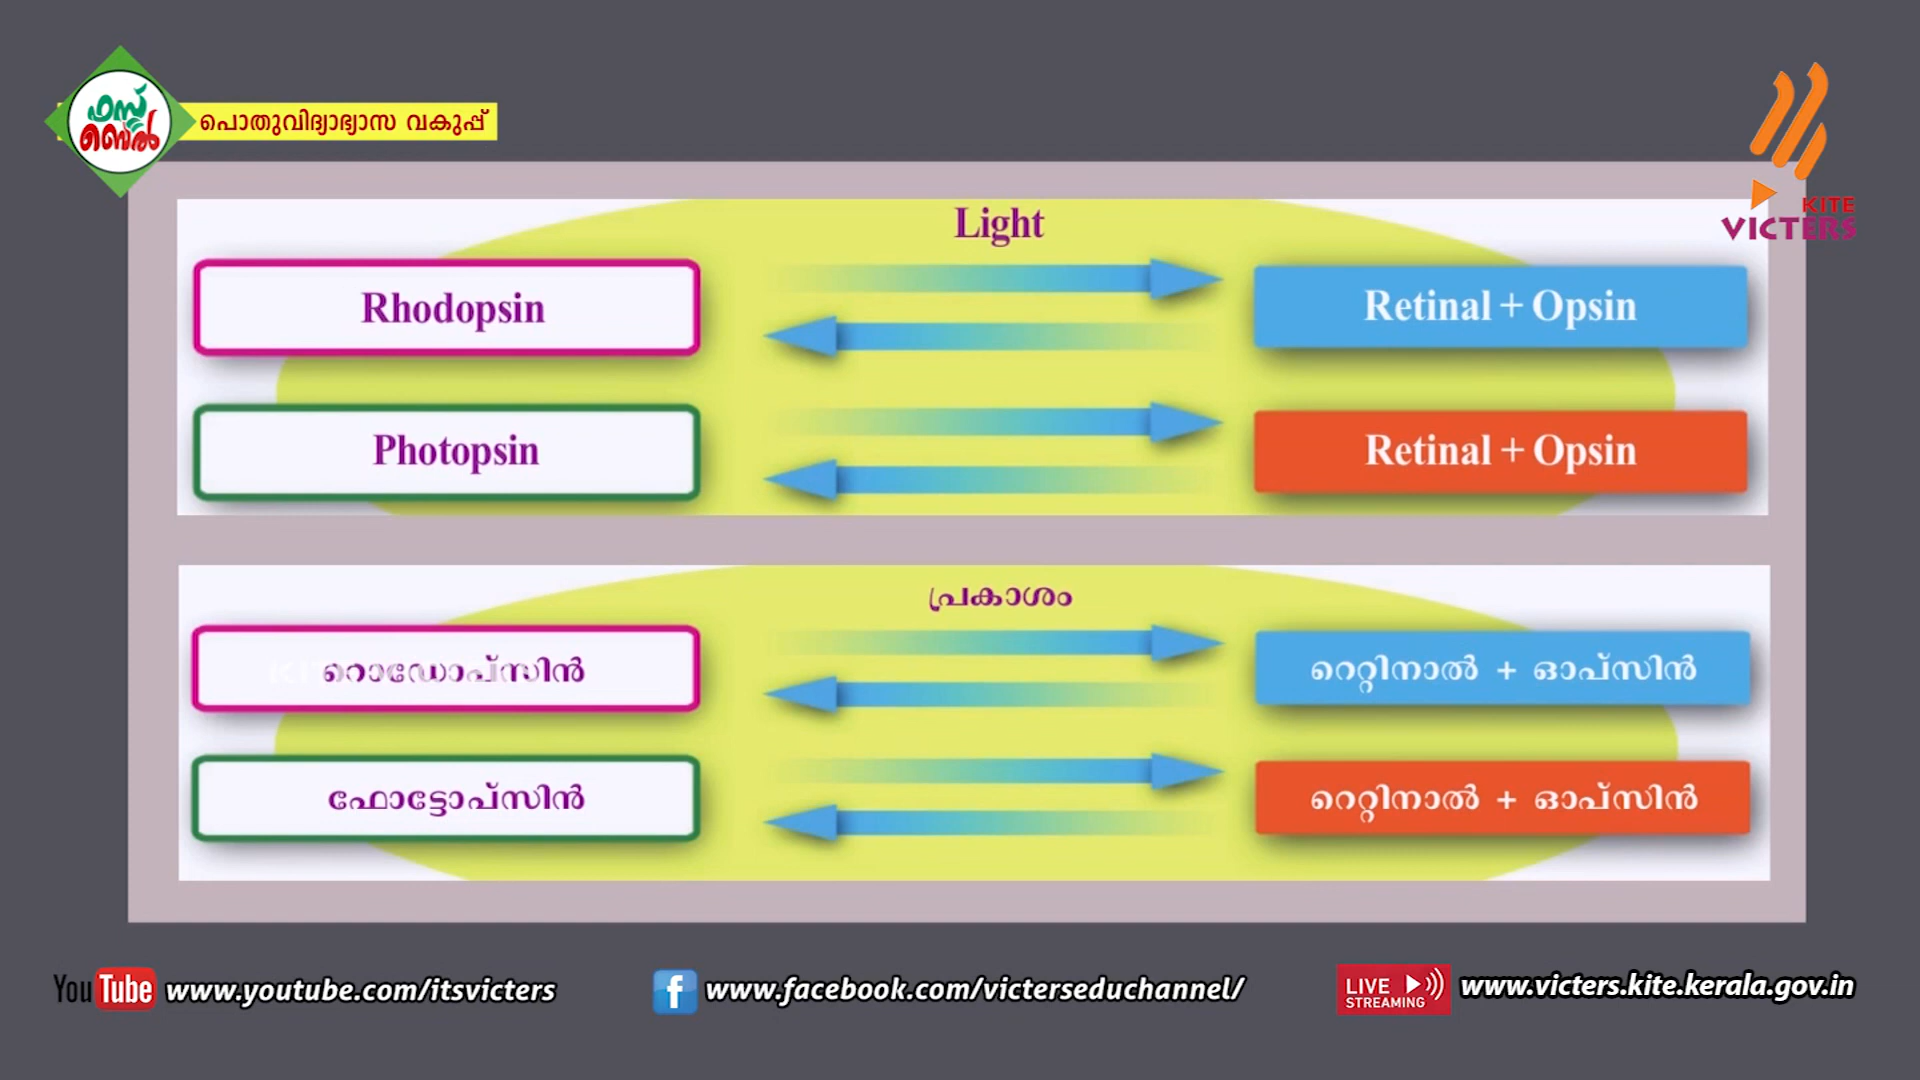 ഫസ്റ്റ്
ബെൽ
പൊതുവിദ്യാഭ്യാസ വകുപ്പ്
KITE
VICTERS
Light
Rhodopsin
Retinal + Opsin
Photopsin
Retinal + Opsin
പ്രകാശം
റൊഡോപ്സിൻ
റെറ്റിനാൽ + ഓപ്സിൻ
ഫോട്ടോപ്സിൻ
റെറ്റിനാൽ + ഓപ്സിൻ
YouTube www.youtube.com/itsvicters
f www.facebook.com/victerseduchannel/
LIVE STREAMING www.victers.kite.kerala.gov.in